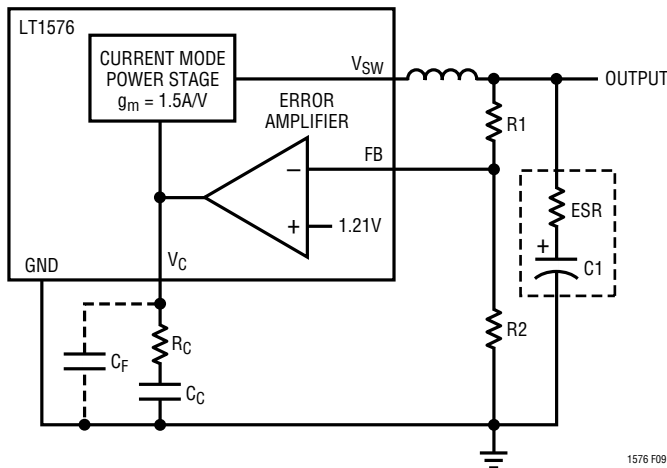 LT1576
CURRENT MODE
POWER STAGE
gm = 1.5A/V
VSW
OUTPUT
ERROR
AMPLIFIER
R1
FB
–
+
1.21V
ESR
+
C1
GND
VC
R2
RC
CF
CC
1576 F09